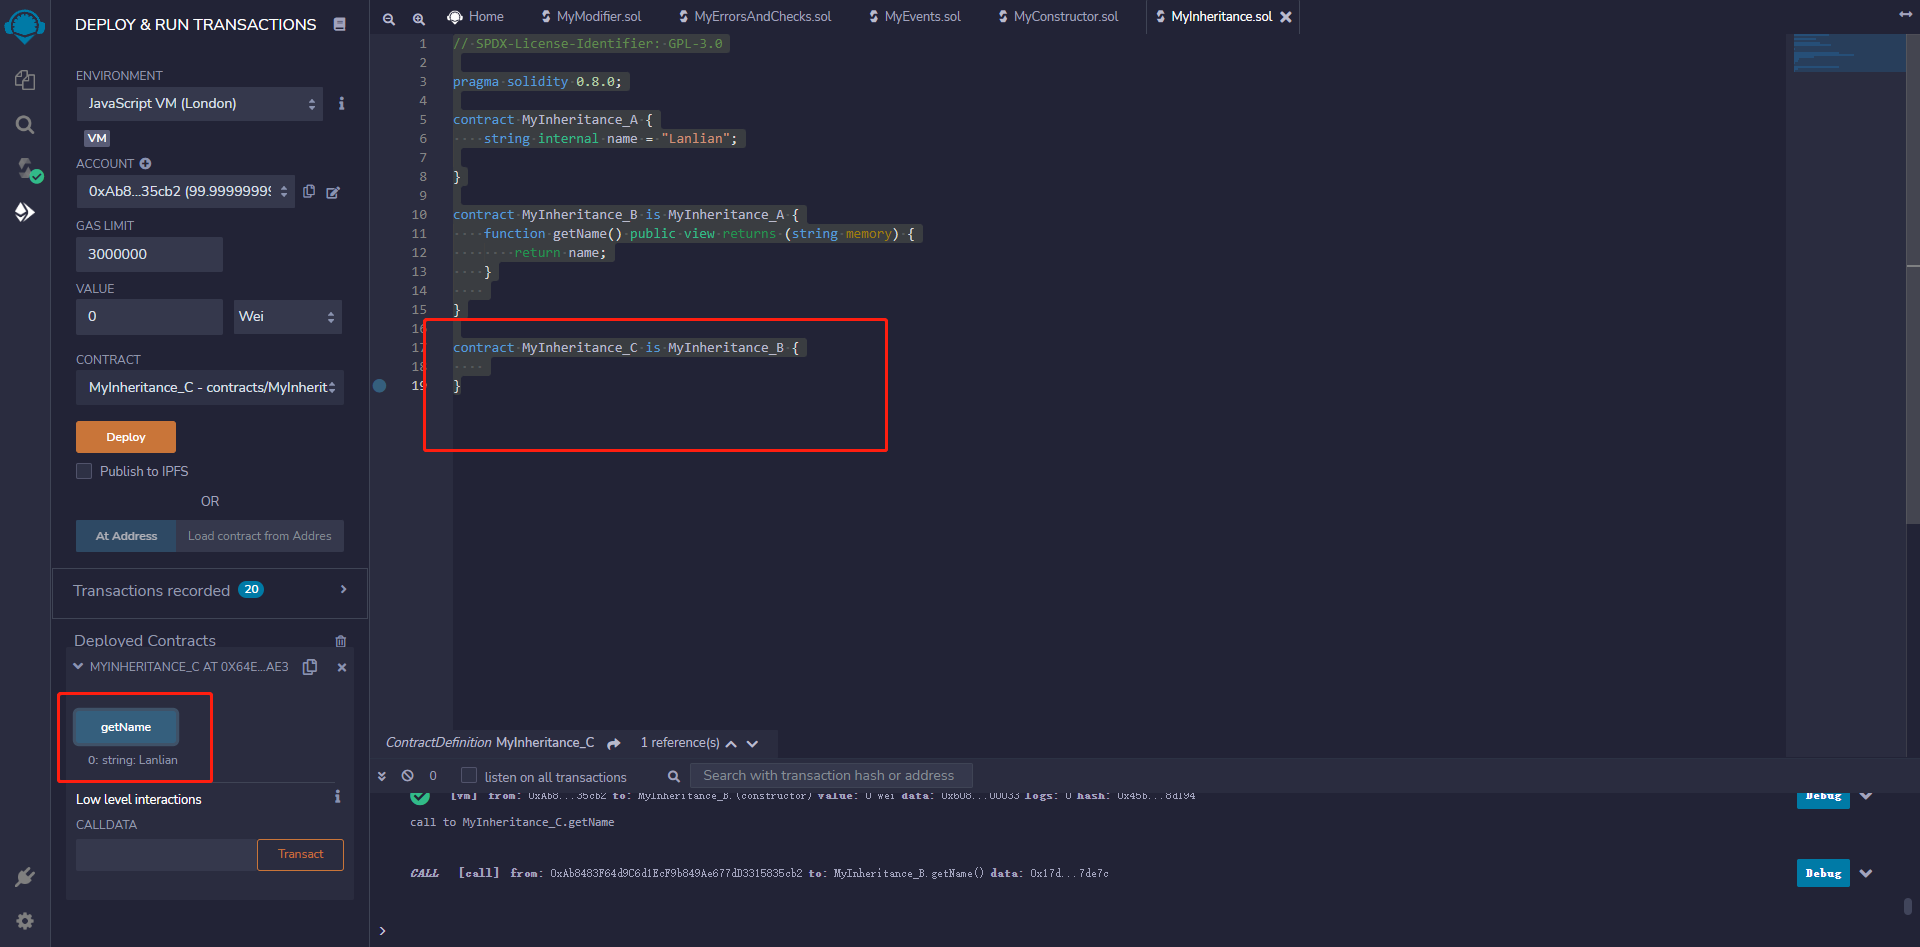 DEPLOY & RUN TRANSACTIONS
ENVIRONMENT
JavaScript VM (London)
VM
ACCOUNT
0xAb8...35cb2 (99.99999999
GAS LIMIT
3000000
VALUE
0
Wei
CONTRACT
MyInheritance_C - contracts/MyInherit
Deploy
Publish to IPFS
OR
At Address
Load contract from Addres
Transactions recorded 20
Deployed Contracts
MYINHERITANCE_C AT 0X64E...AE3
getName
0: string: Lanlian
Low level interactions
CALLDATA
Transact
Home
MyModifier.sol
MyErrorsAndChecks.sol
MyEvents.sol
MyConstructor.sol
MyInheritance.sol
1 // SPDX-License-Identifier: GPL-3.0
2
3 pragma solidity 0.8.0;
4
5 contract MyInheritance_A {
6 string internal name = "Lanlian";
7
8 }
9
10 contract MyInheritance_B is MyInheritance_A {
11 function getName() public view returns (string memory) {
12 return name;
13 }
14
15 }
16
17 contract MyInheritance_C is MyInheritance_B {
18
19 }
ContractDefinition MyInheritance_C 1 reference(s)
0 listen on all transactions Search with transaction hash or address
[vm] from: 0xAb8...35cb2 to: MyInheritance_B.(constructor) value: 0 wei data: 0x608...00033 logs: 0 hash: 0x45b...8d194 Debug
call to MyInheritance_C.getName
CALL [call] from: 0xAb8483F64d9C6d1EcF9b849Ae677dD3315835cb2 to: MyInheritance_B.getName() data: 0x17d...7de7c Debug
>